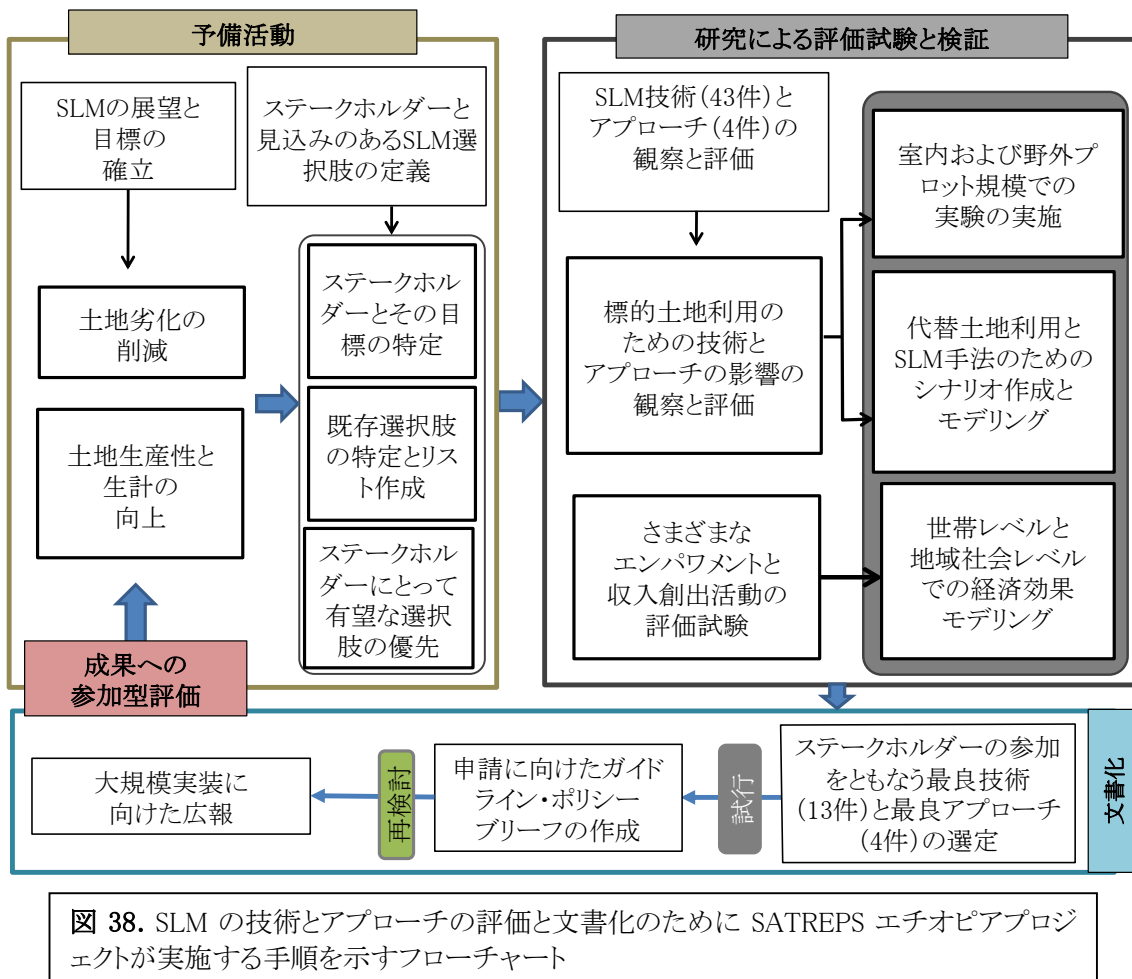 予備活動
SLMの展望と
目標の
確立
ステークホルダーと
見込みのあるSLM選
択肢の定義
土地劣化の
削減
土地生産性と
生計の
向上
ステークホル
ダーとその目
標の特定
既存選択肢
の特定とリス
ト作成
ステークホル
ダーにとって
有望な選択
肢の優先
研究による評価試験と検証
SLM技術(43件)と
アプローチ(4件)の
観察と評価
標的土地利用の
ための技術と
アプローチの影響の
観察と評価
さまざまな
エンパワメントと
収入創出活動の
評価試験
室内および野外プ
ロット規模での
実験の実施
代替土地利用と
SLM手法のための
シナリオ作成と
モデリング
世帯レベルと
地域社会レベル
での経済効果
モデリング
成果への
参加型評価
文書化
ステークホルダーの参加
をともなう最良技術
(13件)と最良アプローチ
(4件)の選定
試行
申請に向けたガイド
ライン・ポリシー
ブリーフの作成
再検討
大規模実装に
向けた広報
図 38. SLM の技術とアプローチの評価と文書化のために SATREPS エチオピアプロジ
ェクトが実施する手順を示すフローチャート